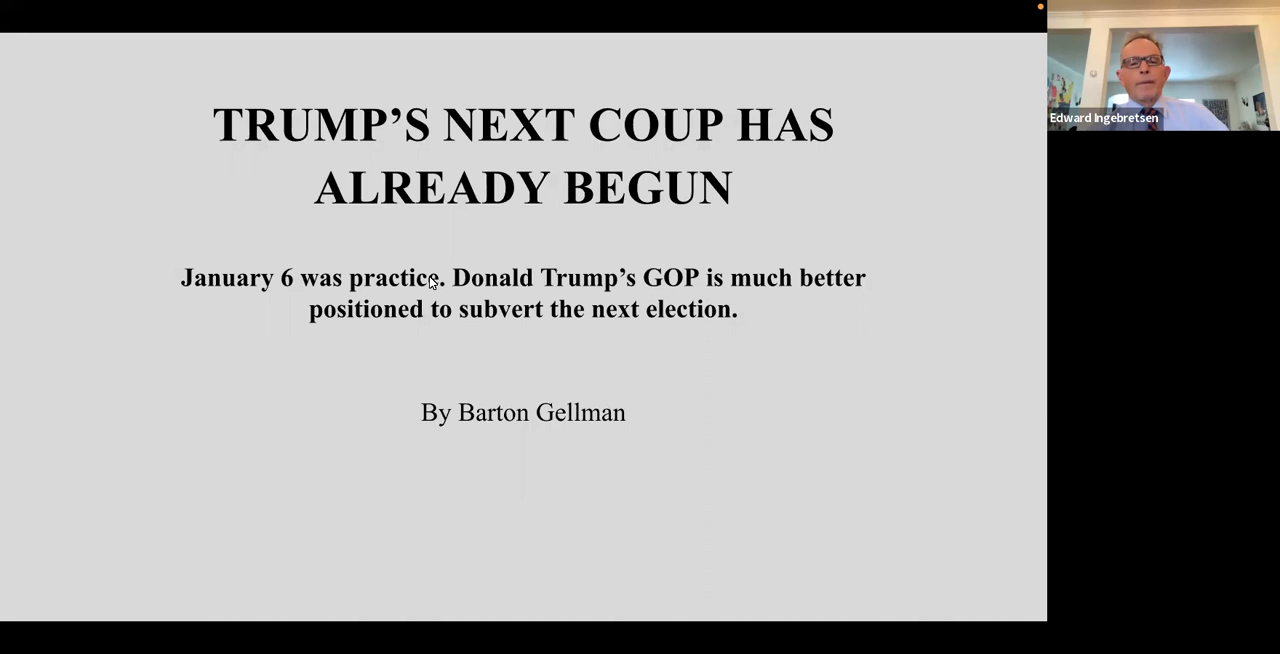 TRUMP’S NEXT COUP HAS
ALREADY BEGUN
January 6 was practice. Donald Trump’s GOP is much better
positioned to subvert the next election.
By Barton Gellman
Edward Ingebretsen